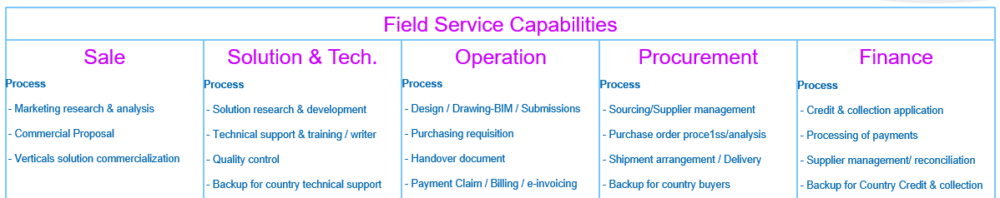 Field Service Capabilities
Sale
Process
- Marketing research & analysis
- Commercial Proposal
- Verticals solution commercialization
Solution & Tech.
Process
- Solution research & development
- Technical support & training / writer
- Quality control
- Backup for country technical support
Operation
Process
- Design / Drawing-BIM / Submissions
- Purchasing requisition
- Handover document
- Payment Claim / Billing / e-invoicing
Procurement
Process
- Sourcing/Supplier management
- Purchase order proce1ss/analysis
- Shipment arrangement / Delivery
- Backup for country buyers
Finance
Process
- Credit & collection application
- Processing of payments
- Supplier management/ reconciliation
- Backup for Country Credit & collection